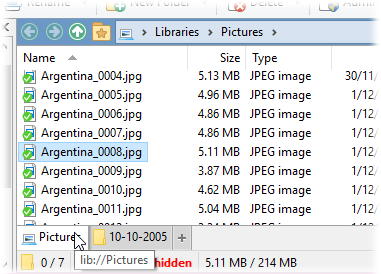 Rename
Delete
Admin
Libraries Pictures
Name Size Type
Argentina_0004.jpg 5.13 MB JPEG image 30/11/
Argentina_0005.jpg 4.96 MB JPEG image 1/12/
Argentina_0006.jpg 4.86 MB JPEG image 1/12/
Argentina_0007.jpg 4.86 MB JPEG image 1/12/
Argentina_0008.jpg 5.11 MB JPEG image 1/12/
Argentina_0009.jpg 3.87 MB JPEG image 1/12/
Argentina_0010.jpg 4.62 MB JPEG image 1/12/
Argentina_0011.jpg 5.04 MB JPEG image 1/12/
Pictures 10-10-2005 +
lib://Pictures
0 / 7 hidden 5.11 MB / 214 MB